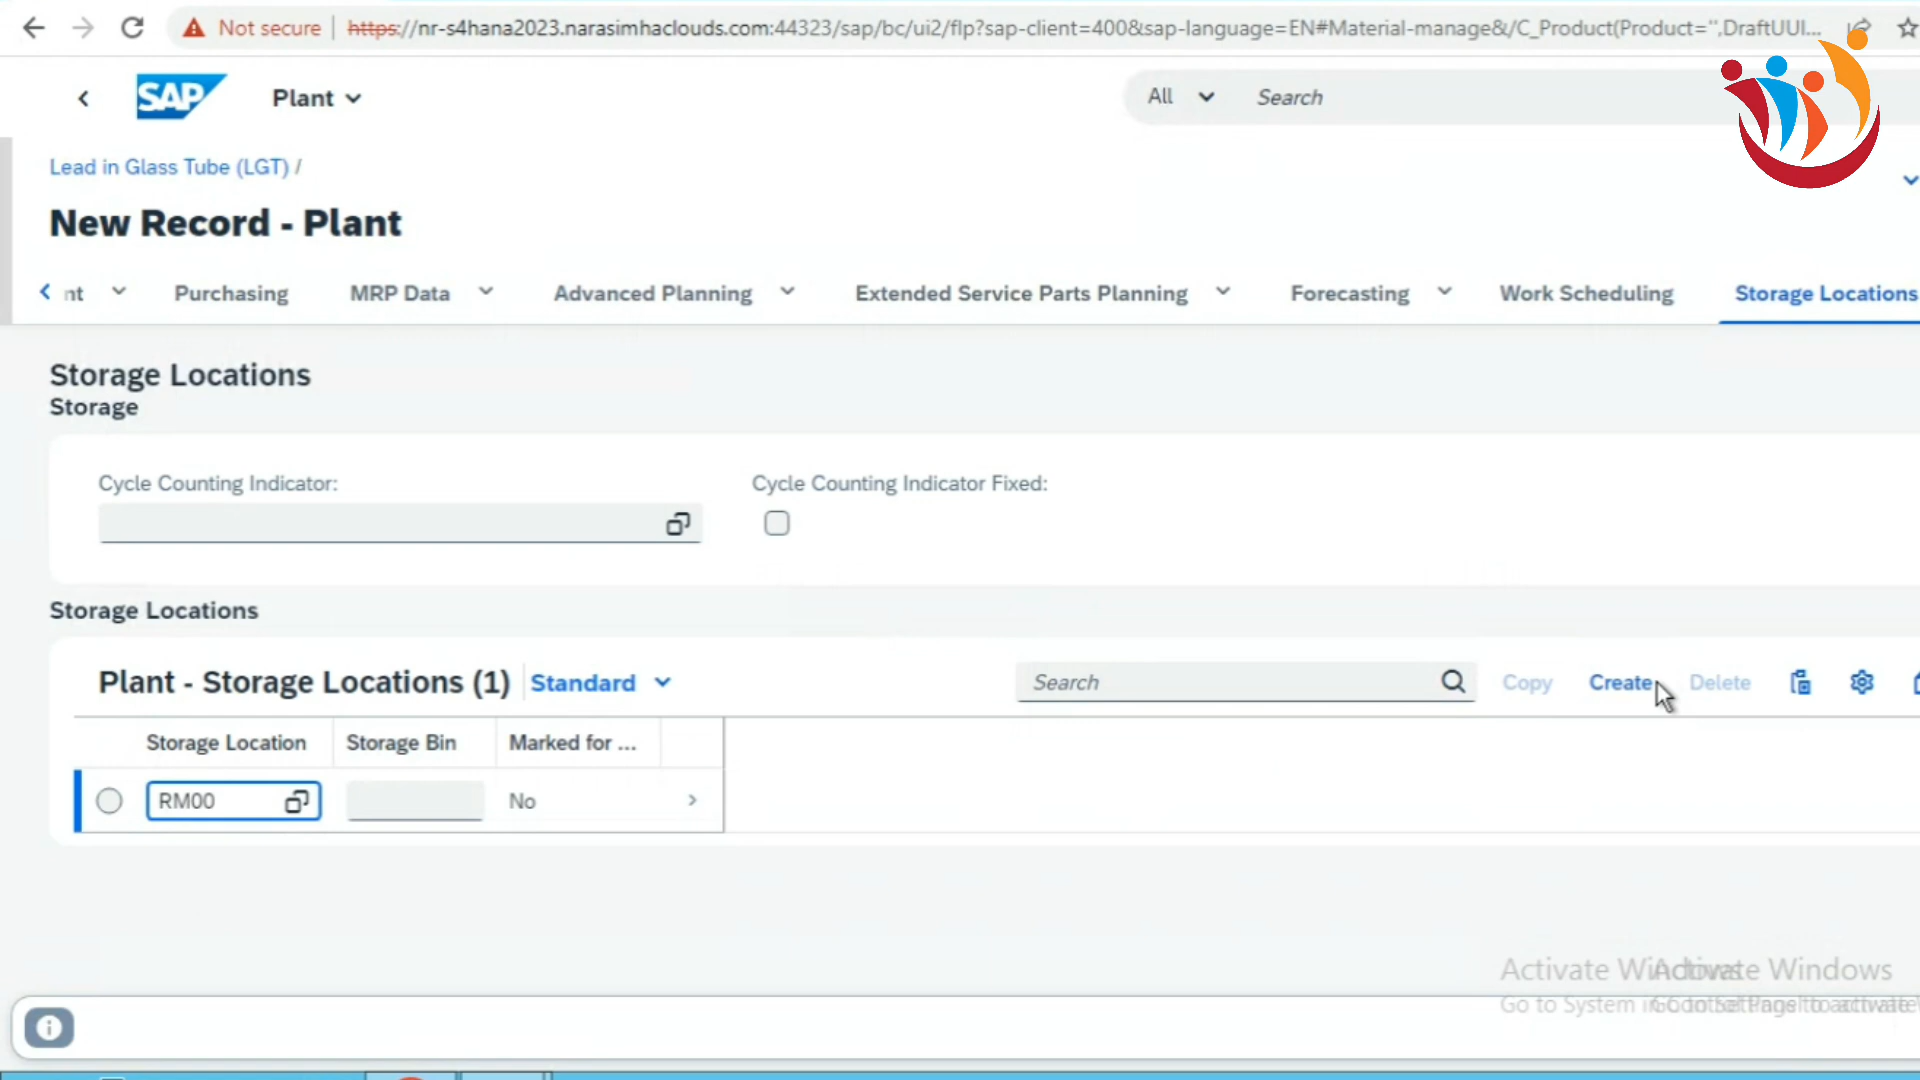 Not secure
https://nr-s4hana2023.narasimhaclouds.com:44323/sap/bc/ui2/flp?sap-client=400&sap-language=EN#Material-manage&/C_Product(Product='',DraftUUI...
SAP
Plant
All
Search
Lead in Glass Tube (LGT) /
New Record - Plant
nt
Purchasing
MRP Data
Advanced Planning
Extended Service Parts Planning
Forecasting
Work Scheduling
Storage Locations
Storage Locations
Storage
Cycle Counting Indicator:
Cycle Counting Indicator Fixed:
Storage Locations
Plant - Storage Locations (1)
Standard
Search
Copy
Create
Delete
Storage Location
Storage Bin
Marked for ...
RM00
No
Activate Windows
Go to System in